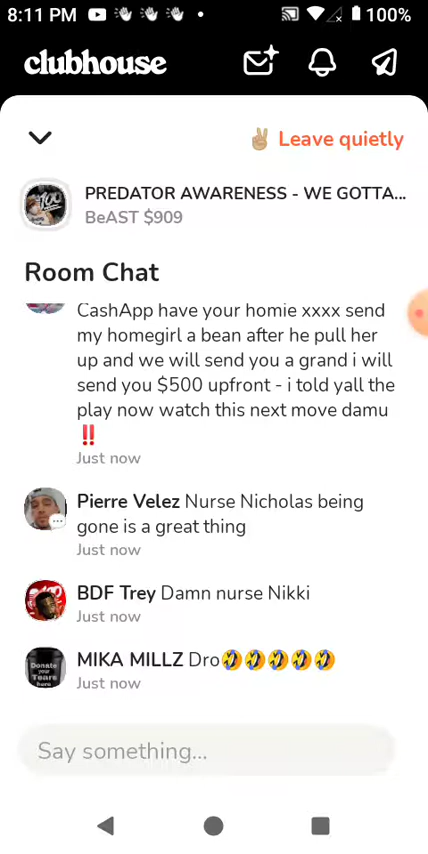 8:11 PM
100%
clubhouse
✌🏼 Leave quietly
PREDATOR AWARENESS - WE GOTTA...
BeAST $909
Room Chat
CashApp have your homie xxxx send
my homegirl a bean after he pull her
up and we will send you a grand i will
send you $500 upfront - i told yall the
play now watch this next move damu
‼️
Just now
Pierre Velez Nurse Nicholas being
gone is a great thing
Just now
BDF Trey Damn nurse Nikki
Just now
MIKA MILLZ Dro🤣🤣🤣🤣🤣
Donate
your
Tears
here
Just now
Say something...